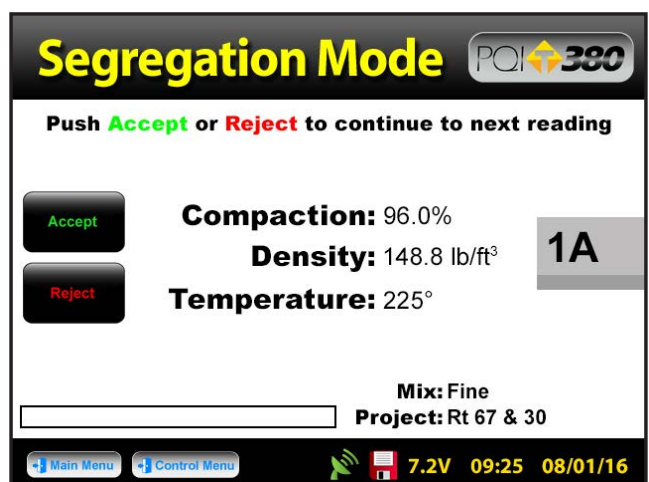 Segregation Mode PQI 380
Push Accept or Reject to continue to next reading
Accept
Compaction: 96.0%
Density: 148.8 lb/ft³
1A
Reject
Temperature: 225°
Mix: Fine
Project: Rt 67 & 30
Main Menu Control Menu 7.2V 09:25 08/01/16